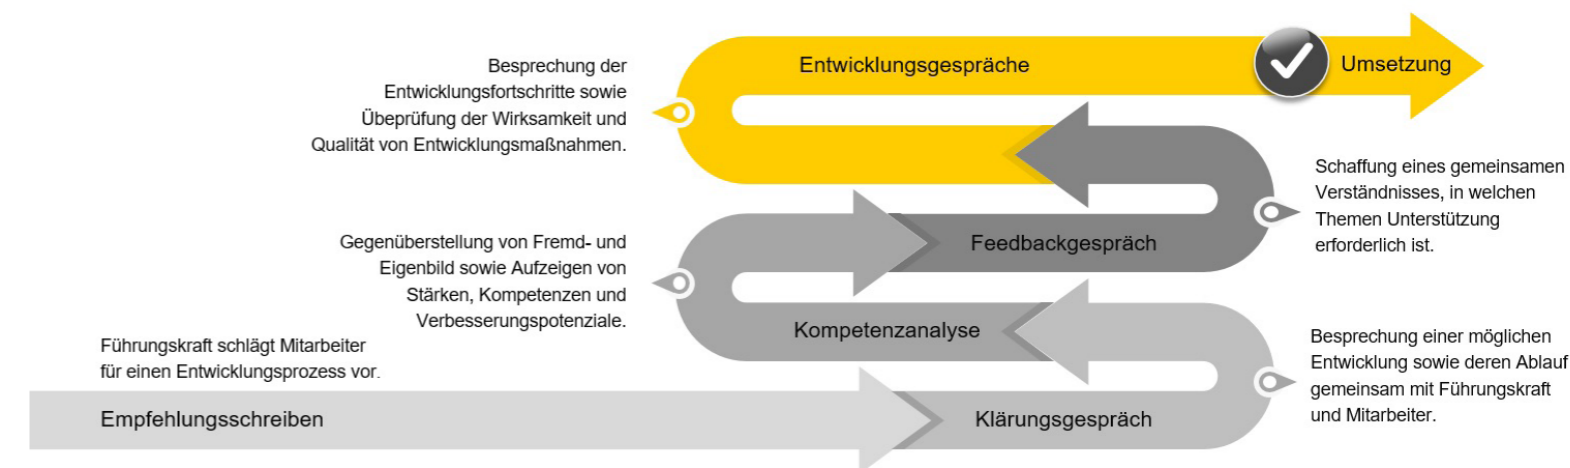 Entwicklungsgespräche
Umsetzung
Besprechung der
Entwicklungsfortschritte sowie
Übeprüfung der Wirksamkeit und
Qualität von Entwicklungsmaßnahmen.
Schaffung eines gemeinsamen
Verständnisses, in welchen
Themen Unterstützung
erforderlich ist.
Feedbackgespräch
Gegenüberstellung von Fremd- und
Eigenbild sowie Aufzeigen von
Stärken, Kompetenzen und
Verbesserungspotenziale.
Kompetenzanalyse
Besprechung einer möglichen
Entwicklung sowie deren Ablauf
gemeinsam mit Führungskraft
und Mitarbeiter.
Führungskraft schlägt Mitarbeiter
für einen Entwicklungsprozess vor.
Empfehlungsschreiben
Klärungsgespräch